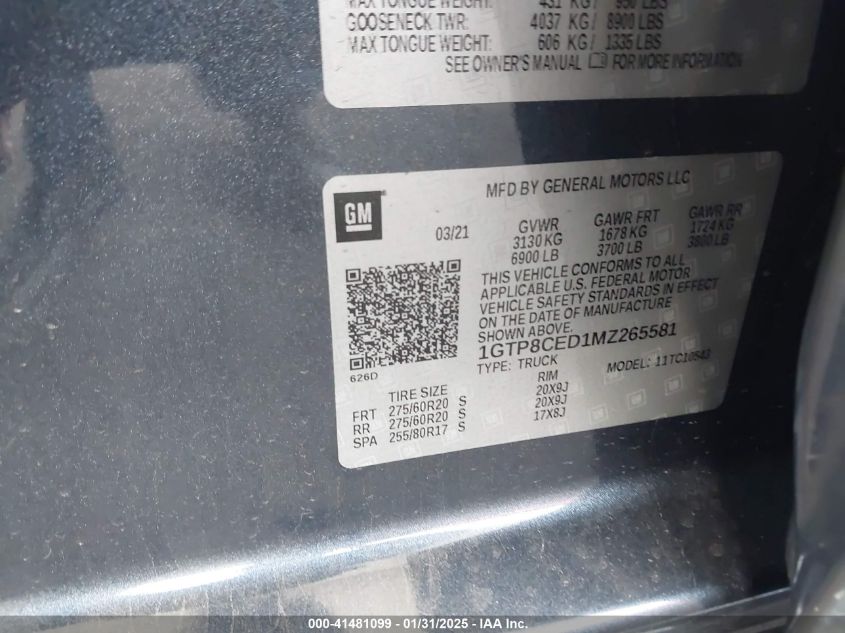 MAX TONGUE WEIGHT: 431 KG / 950 LBS
GOOSENECK TWR: 4037 KG / 8900 LBS
MAX TONGUE WEIGHT: 606 KG / 1335 LBS
SEE OWNER'S MANUAL FOR MORE INFORMATION
GM
MFD BY GENERAL MOTORS LLC
03/21 GVWR GAWR FRT GAWR RR
3130 KG 1678 KG 1724 KG
6900 LB 3700 LB 3800 LB
THIS VEHICLE CONFORMS TO ALL
APPLICABLE U.S. FEDERAL MOTOR
VEHICLE SAFETY STANDARDS IN EFFECT
ON THE DATE OF MANUFACTURE
SHOWN ABOVE.
1GTP8CED1MZ265581
TYPE: TRUCK MODEL: 11TC10543
626D
TIRE SIZE RIM
FRT 275/60R20 S 20X9J
RR 275/60R20 S 20X9J
SPA 255/80R17 S 17X8J
000-41481099 - 01/31/2025 - © IAA Inc.